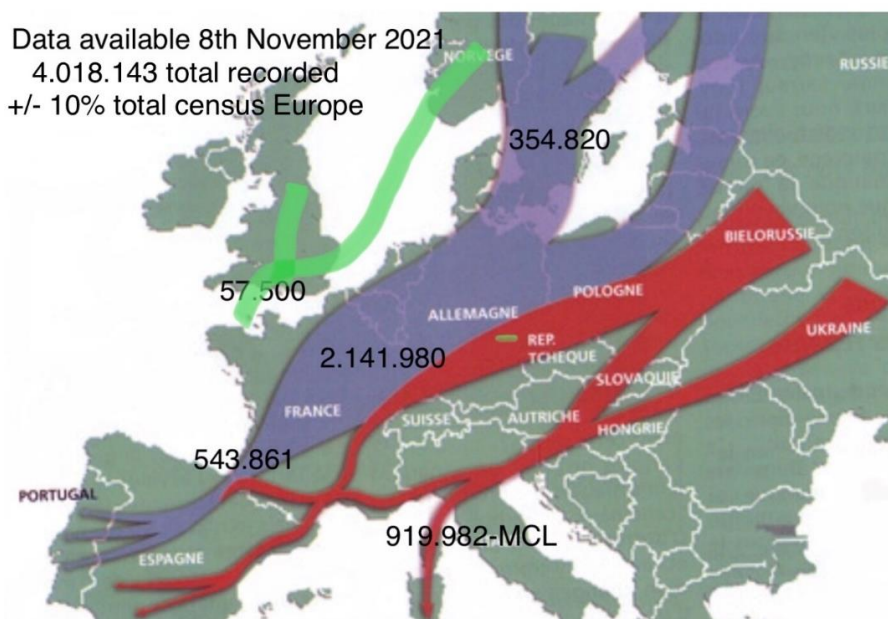 Data available 8th November 2021
4.018.143 total recorded
+/- 10% total census Europe
NORVEGE
RUSSIE
354.820
BIELORUSSIE
57.500
POLOGNE
ALLEMAGNE
UKRAINE
REP.
TCHEQUE
2.141.980
SLOVAQUIE
FRANCE
SUISSE
AUTRICHE
HONGRIE
543.861
PORTUGAL
919.982-MCL
ESPAGNE